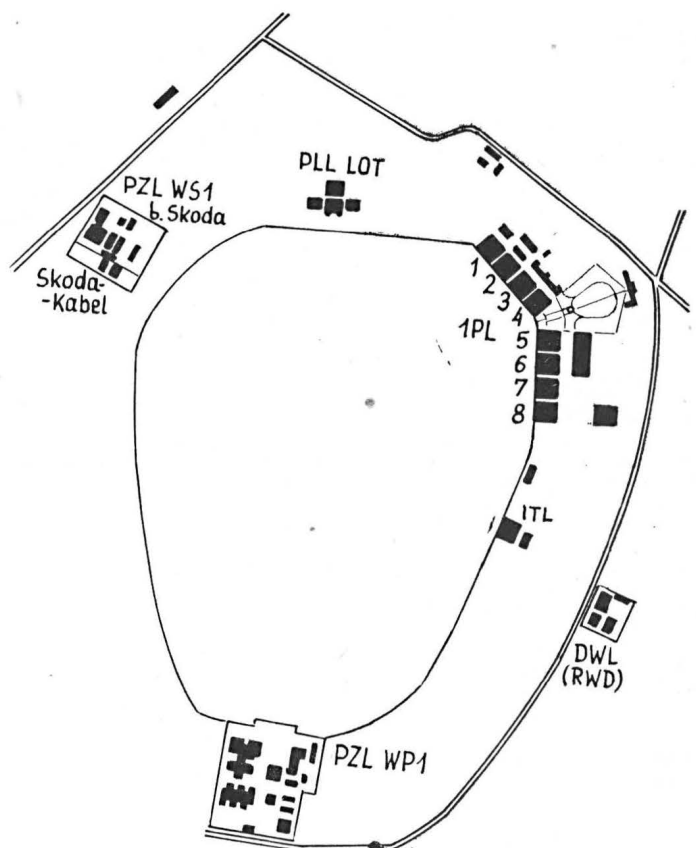 PLL LOT
PZL WS1
b. Skoda
Skoda-
-Kabel
1
2
3
4
1PL
5
6
7
8
ITL
DWL
(RWD)
PZL WP1